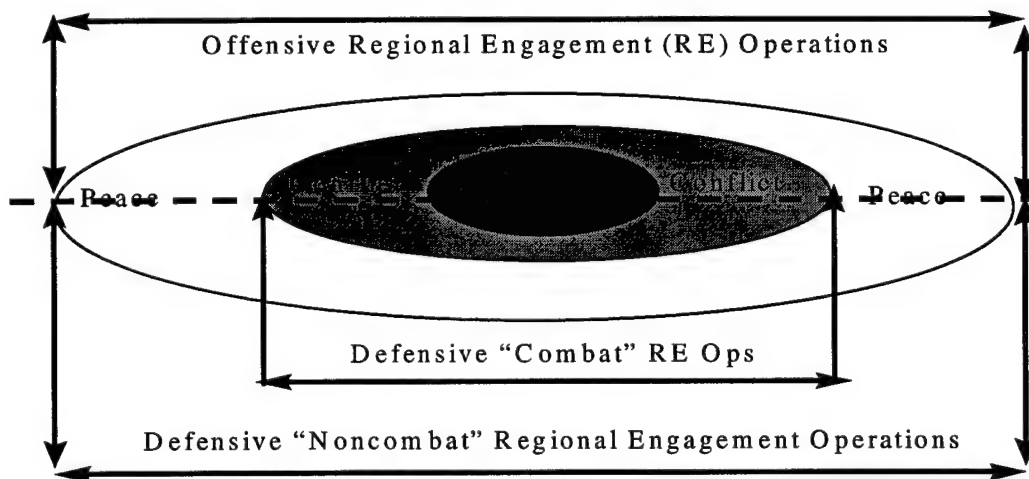 Offensive Regional Engagement (RE) Operations
Peace Conflict Peace
Defensive “Combat” RE Ops
Defensive “Noncombat” Regional Engagement Operations